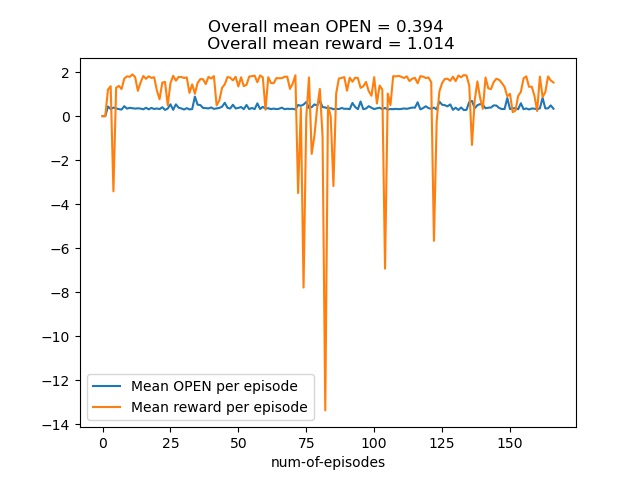 Overall mean OPEN = 0.394
Overall mean reward = 1.014
2
0
−2
−4
−6
−8
−10
−12
−14
Mean OPEN per episode
Mean reward per episode
0 25 50 75 100 125 150
num-of-episodes